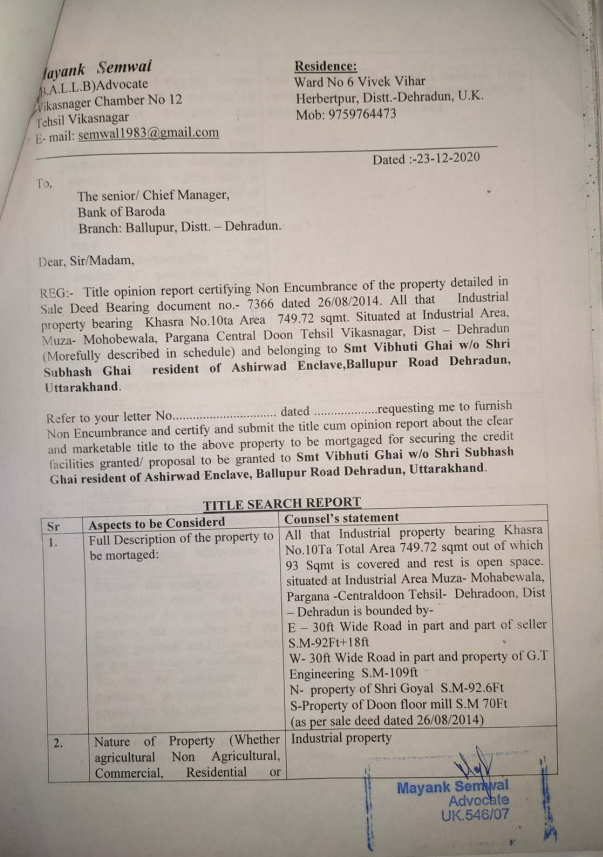 Mayank Semwal
B.A.L.L.B)Advocate
Vikasnager Chamber No 12
Tehsil Vikasnagar
E- mail: semwal1983@gmail.com
Residence:
Ward No 6 Vivek Vihar
Herbertpur, Distt.-Dehradun, U.K.
Mob: 9759764473
Dated :-23-12-2020
To,
The senior/ Chief Manager,
Bank of Baroda
Branch: Ballupur, Distt. – Dehradun.
Dear, Sir/Madam,
REG:- Title opinion report certifying Non Encumbrance of the property detailed in
Sale Deed Bearing document no.- 7366 dated 26/08/2014. All that Industrial
property bearing Khasra No.10ta Area 749.72 sqmt. Situated at Industrial Area,
Muza- Mohobewala, Pargana Central Doon Tehsil Vikasnagar, Dist – Dehradun
(Morefully described in schedule) and belonging to Smt Vibhuti Ghai w/o Shri
Subhash Ghai resident of Ashirwad Enclave,Ballupur Road Dehradun,
Uttarakhand.
Refer to your letter No............................... dated ...................requesting me to furnish
Non Encumbrance and certify and submit the title cum opinion report about the clear
and marketable title to the above property to be mortgaged for securing the credit
facilities granted/ proposal to be granted to Smt Vibhuti Ghai w/o Shri Subhash
Ghai resident of Ashirwad Enclave, Ballupur Road Dehradun, Uttarakhand.
TITLE SEARCH REPORT
Sr Aspects to be Considerd Counsel's statement
1. Full Description of the property to
be mortaged:
All that Industrial property bearing Khasra
No.10Ta Total Area 749.72 sqmt out of which
93 Sqmt is covered and rest is open space.
situated at Industrial Area Muza- Mohabewala,
Pargana -Centraldoon Tehsil- Dehradoon, Dist
– Dehradun is bounded by-
E – 30ft Wide Road in part and part of seller
S.M-92Ft+18ft
W- 30ft Wide Road in part and property of G.T
Engineering S.M-109ft
N- property of Shri Goyal S.M-92.6Ft
S-Property of Doon floor mill S.M 70Ft
(as per sale deed dated 26/08/2014)
2. Nature of Property (Whether
agricultural Non Agricultural,
Commercial, Residential or
Industrial property
Mayank Semwal
Advocate
UK.546/07